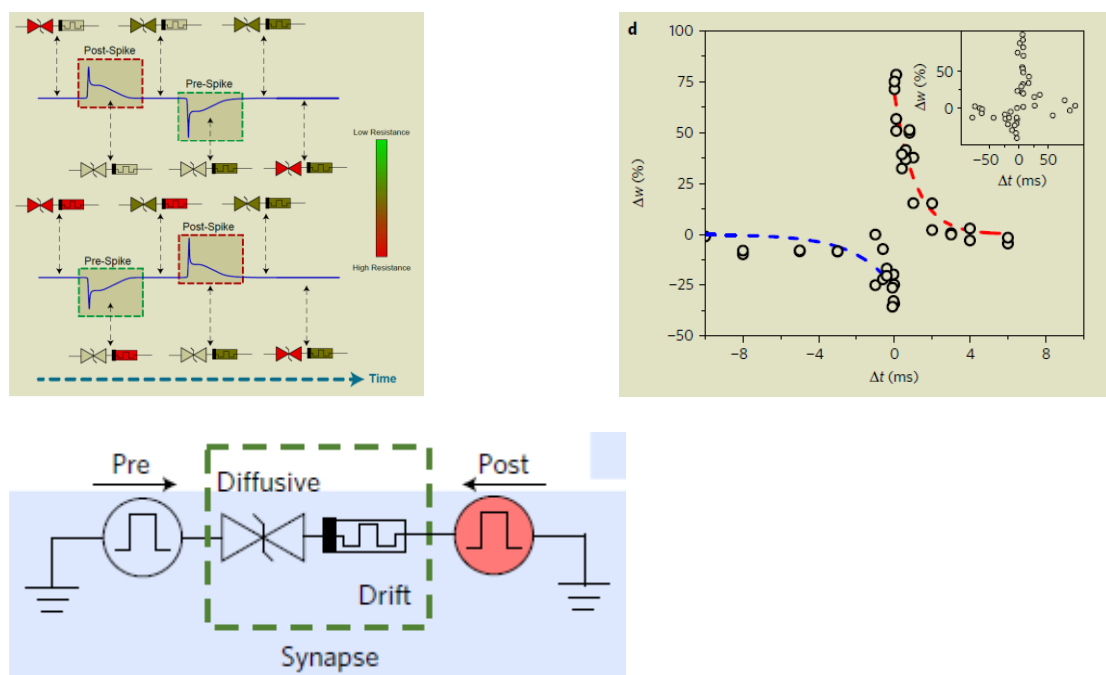 Post-Spike
Pre-Spike
Low Resistance
High Resistance
Post-Spike
Pre-Spike
Time
d
100
75
50
25
0
−25
−50
Δw (%)
−8
−4
0
4
8
Δt (ms)
50
0
Δw (%)
−50
0
50
Δt (ms)
Pre
Post
Diffusive
Drift
Synapse